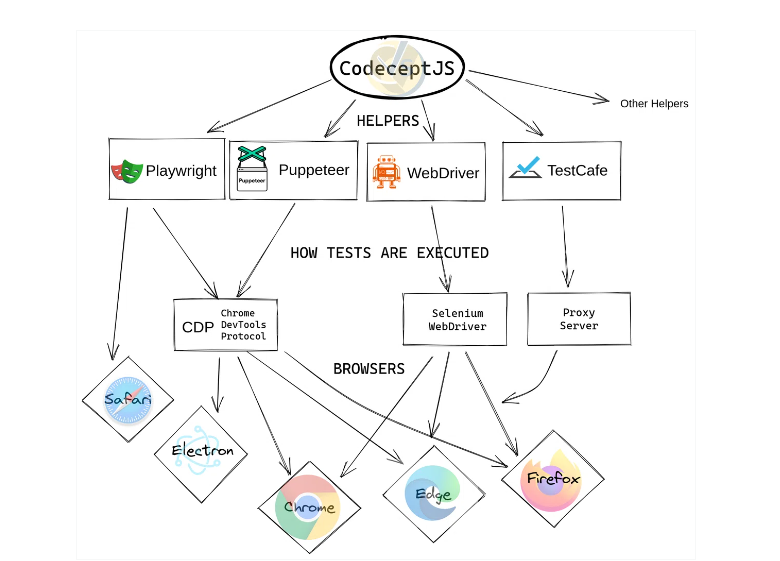 CodeceptJS
Other Helpers
HELPERS
Playwright
Puppeteer
Puppeteer
WebDriver
TestCafe
HOW TESTS ARE EXECUTED
CDP
Chrome
DevTools
Protocol
Selenium
WebDriver
Proxy
Server
BROWSERS
Safari
Electron
Chrome
Edge
Firefox